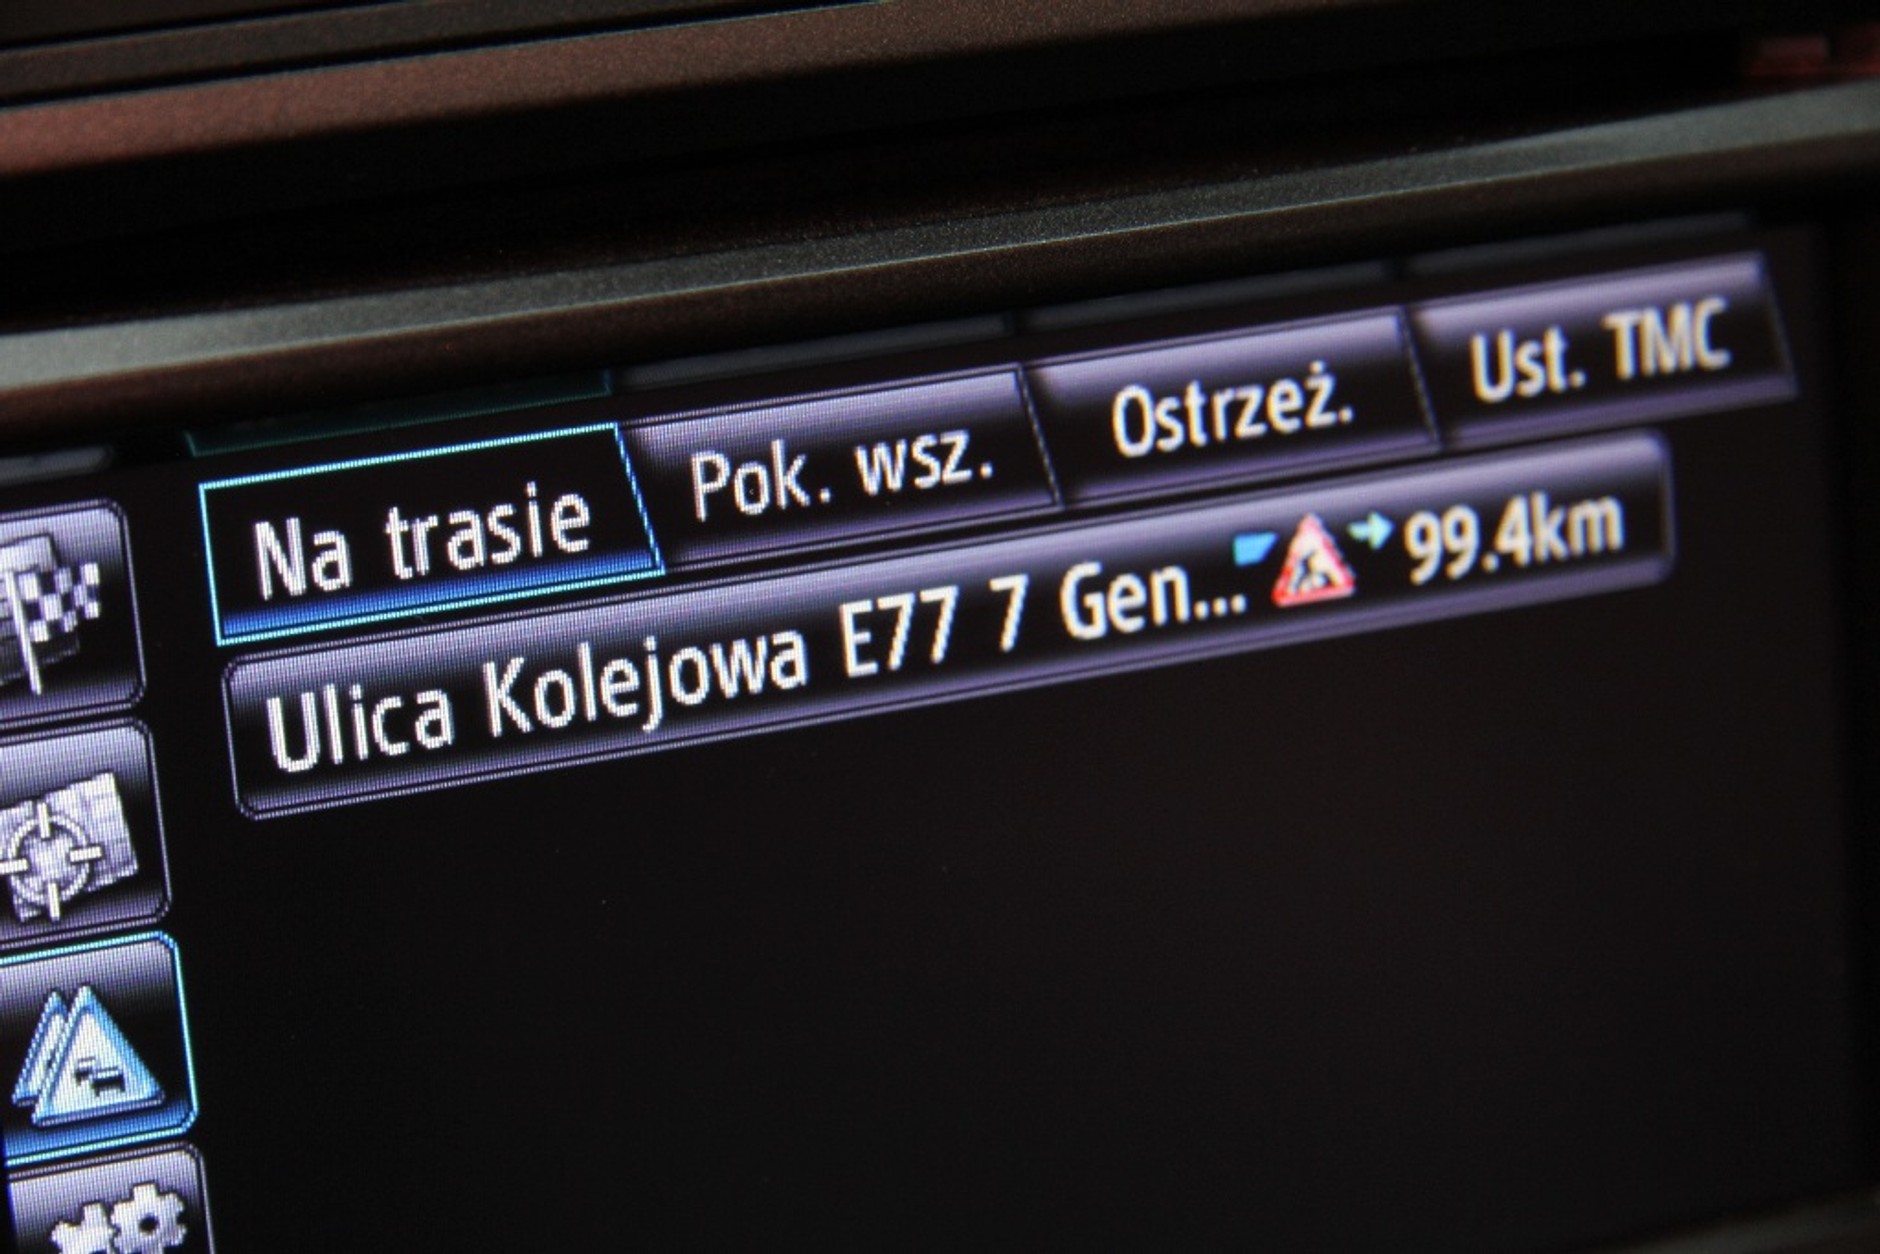 Na trasie Pok. wsz. Ostrzeż. Ust. TMC
Ulica Kolejowa E77 7 Gen... 99.4km